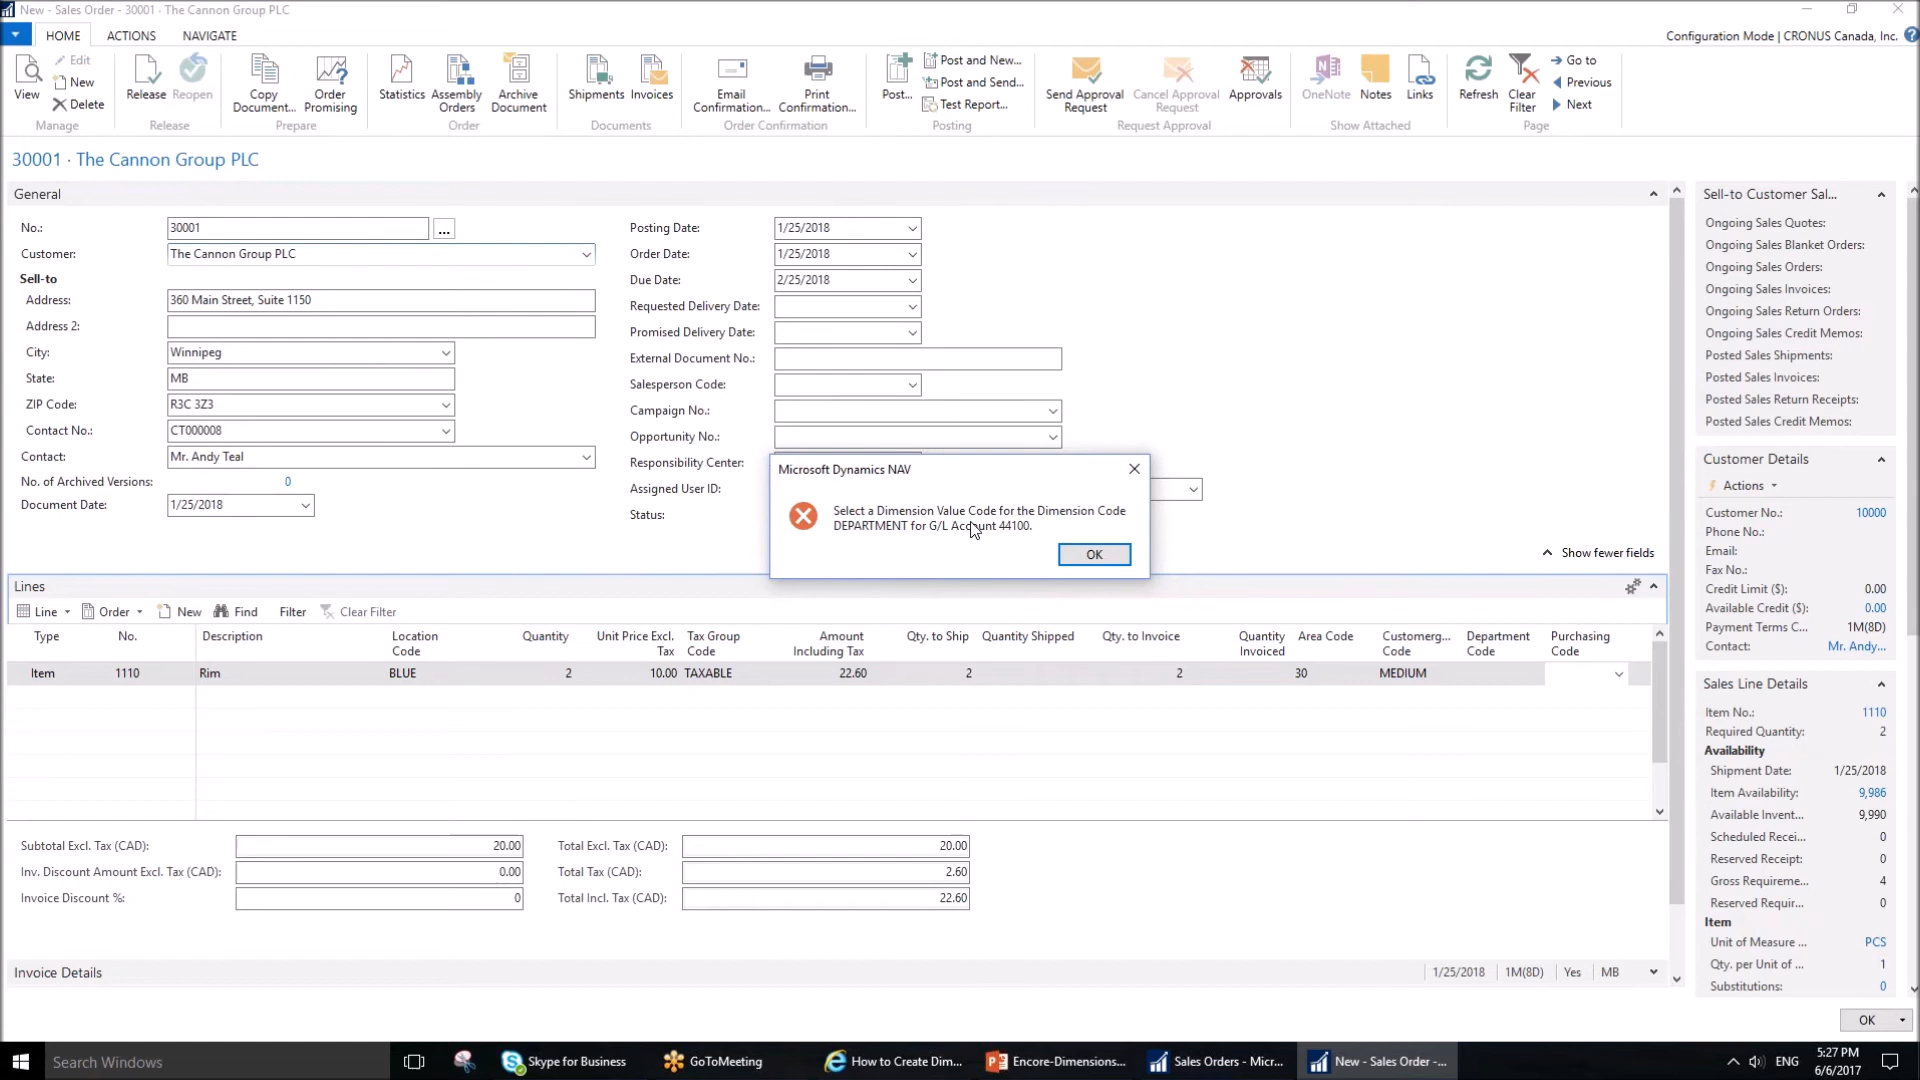 New - Sales Order - 30001 · The Cannon Group PLC
HOME ACTIONS NAVIGATE
Configuration Mode | CRONUS Canada, Inc.
View
Edit
New
Delete
Manage
Release
Reopen
Release
Copy Document...
Order Promising
Prepare
Statistics
Assembly Orders
Archive Document
Order
Shipments
Invoices
Documents
Email Confirmation...
Print Confirmation...
Order Confirmation
Post...
Post and New...
Post and Send...
Test Report...
Posting
Send Approval Request
Cancel Approval Request
Approvals
Request Approval
OneNote
Notes
Links
Show Attached
Refresh
Clear Filter
Go to
Previous
Next
Page
30001 · The Cannon Group PLC
General
No.: 30001 ...
Customer: The Cannon Group PLC
Sell-to
Address: 360 Main Street, Suite 1150
Address 2:
City: Winnipeg
State: MB
ZIP Code: R3C 3Z3
Contact No.: CT000008
Contact: Mr. Andy Teal
No. of Archived Versions: 0
Document Date: 1/25/2018
Posting Date: 1/25/2018
Order Date: 1/25/2018
Due Date: 2/25/2018
Requested Delivery Date:
Promised Delivery Date:
External Document No.:
Salesperson Code:
Campaign No.:
Opportunity No.:
Responsibility Center:
Assigned User ID:
Status:
Show fewer fields
Microsoft Dynamics NAV
Select a Dimension Value Code for the Dimension Code
DEPARTMENT for G/L Account 44100.
OK
Lines
Line Order New Find Filter Clear Filter
Type No. Description Location Code Quantity Unit Price Excl. Tax Tax Group Code Amount Including Tax Qty. to Ship Quantity Shipped Qty. to Invoice Quantity Invoiced Area Code Customerg... Code Department Code Purchasing Code
Item 1110 Rim BLUE 2 10.00 TAXABLE 22.60 2 2 30 MEDIUM
Subtotal Excl. Tax (CAD): 20.00 Total Excl. Tax (CAD): 20.00
Inv. Discount Amount Excl. Tax (CAD): 0.00 Total Tax (CAD): 2.60
Invoice Discount %: 0 Total Incl. Tax (CAD): 22.60
Invoice Details 1/25/2018 1M(8D) Yes MB
Sell-to Customer Sal...
Ongoing Sales Quotes:
Ongoing Sales Blanket Orders:
Ongoing Sales Orders:
Ongoing Sales Invoices:
Ongoing Sales Return Orders:
Ongoing Sales Credit Memos:
Posted Sales Shipments:
Posted Sales Invoices:
Posted Sales Return Receipts:
Posted Sales Credit Memos:
Customer Details
Actions
Customer No.: 10000
Phone No.:
Email:
Fax No.:
Credit Limit ($): 0.00
Available Credit ($): 0.00
Payment Terms C... 1M(8D)
Contact: Mr. Andy...
Sales Line Details
Item No.: 1110
Required Quantity: 2
Availability
Shipment Date: 1/25/2018
Item Availability: 9,986
Available Invent... 9,990
Scheduled Recei... 0
Reserved Receipt: 0
Gross Requireme... 4
Reserved Requir... 0
Item
Unit of Measure ... PCS
Qty. per Unit of ... 1
Substitutions: 0
OK
Search Windows
Skype for Business
GoToMeeting
How to Create Dim...
Encore-Dimensions...
Sales Orders - Micr...
New - Sales Order -...
ENG
5:27 PM
6/6/2017